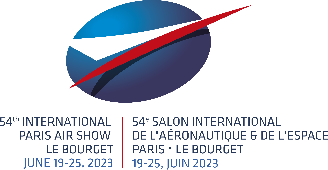 54th INTERNATIONAL
PARIS AIR SHOW
LE BOURGET
JUNE 19-25, 2023
54e SALON INTERNATIONAL
DE L'AÉRONAUTIQUE & DE L'ESPACE
PARIS • LE BOURGET
19-25, JUIN 2023